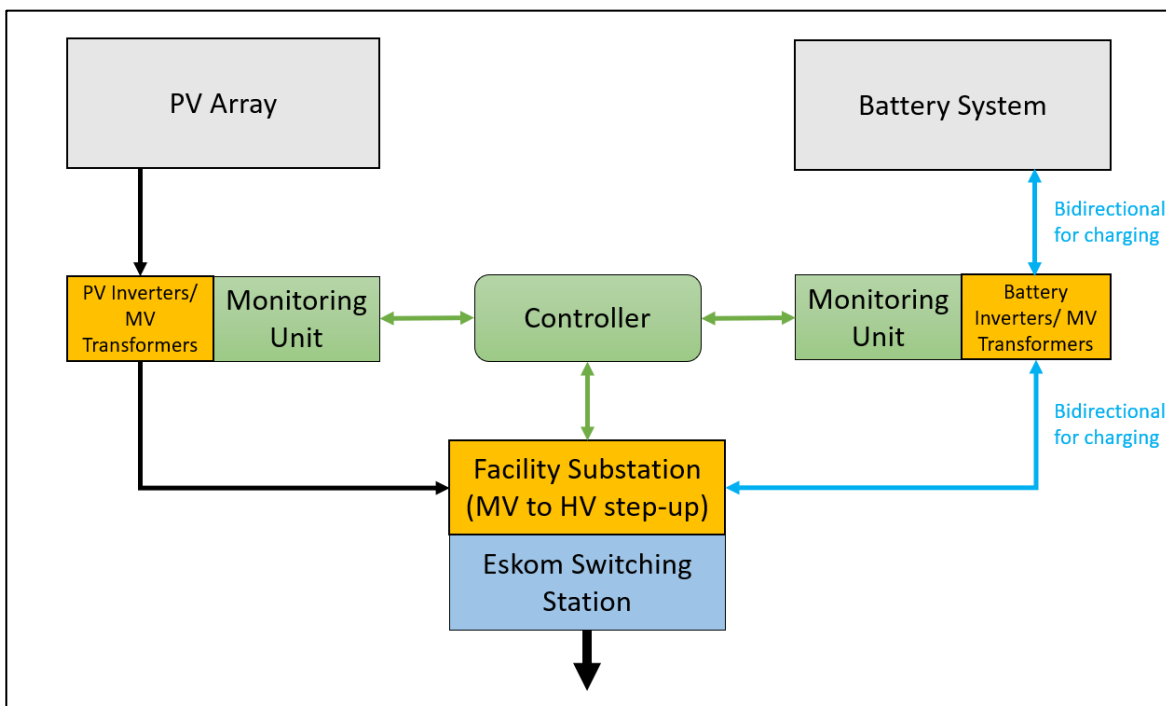 PV Array
Battery System
Bidirectional
for charging
PV Inverters/
MV
Transformers
Monitoring
Unit
Controller
Monitoring
Unit
Battery
Inverters/ MV
Transformers
Bidirectional
for charging
Facility Substation
(MV to HV step-up)
Eskom Switching
Station